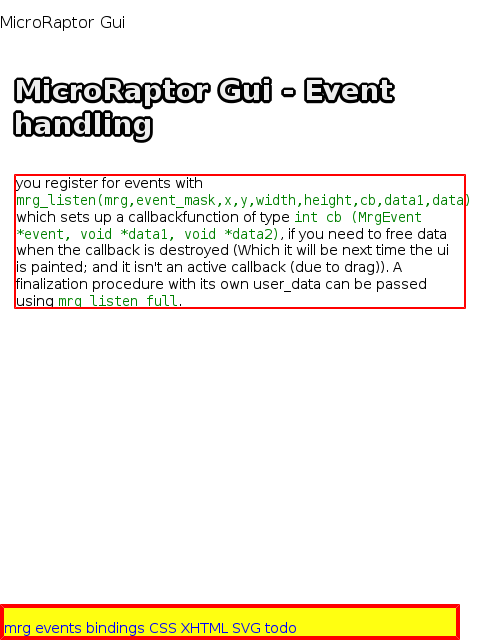 MicroRaptor Gui
MicroRaptor Gui - Event
handling
you register for events with
mrg_listen(mrg,event_mask,x,y,width,height,cb,data1,data)
which sets up a callbackfunction of type int cb (MrgEvent
*event, void *data1, void *data2), if you need to free data
when the callback is destroyed (Which it will be next time the ui
is painted; and it isn't an active callback (due to drag)). A
finalization procedure with its own user_data can be passed
using mrg_listen_full.
mrg events bindings CSS XHTML SVG todo